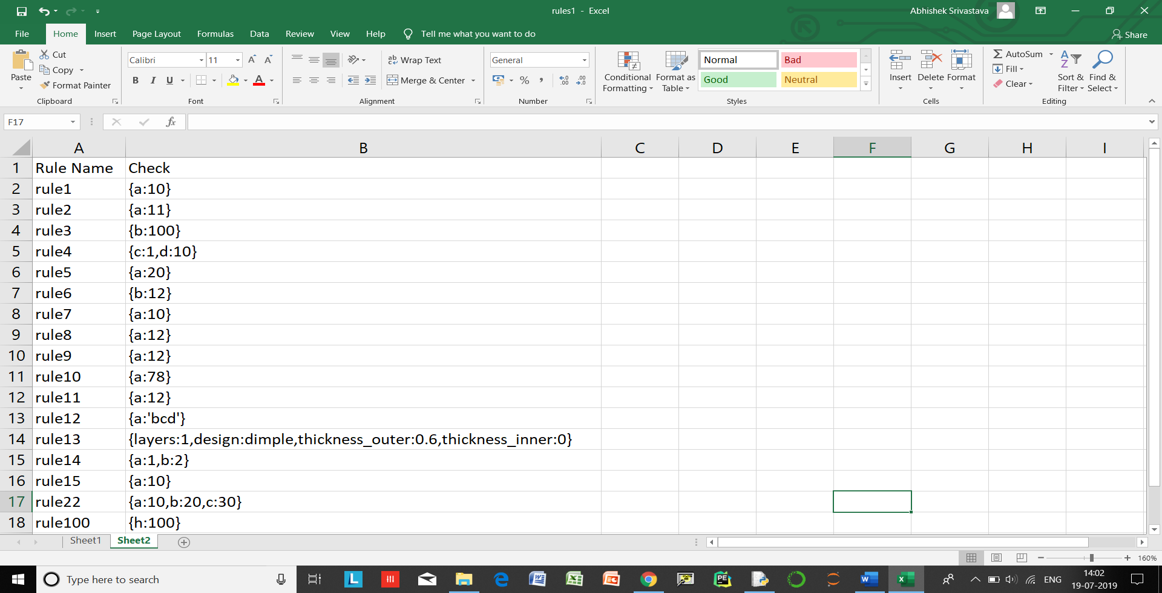 rules1 - Excel
Abhishek Srivastava
File Home Insert Page Layout Formulas Data Review View Help Tell me what you want to do Share
Paste
Cut
Copy
Format Painter
Clipboard
Calibri 11 A A
B I U A
Font
ab Wrap Text
Merge & Center
Alignment
General
% ,
Number
Conditional Formatting
Format as Table
Normal Bad
Good Neutral
Styles
Insert Delete Format
Cells
AutoSum
Fill
Clear
Sort & Filter
Find & Select
Editing
F17 fx
A B C D E F G H I
1 Rule Name Check
2 rule1 {a:10}
3 rule2 {a:11}
4 rule3 {b:100}
5 rule4 {c:1,d:10}
6 rule5 {a:20}
7 rule6 {b:12}
8 rule7 {a:10}
9 rule8 {a:12}
10 rule9 {a:12}
11 rule10 {a:78}
12 rule11 {a:12}
13 rule12 {a:'bcd'}
14 rule13 {layers:1,design:dimple,thickness_outer:0.6,thickness_inner:0}
15 rule14 {a:1,b:2}
16 rule15 {a:10}
17 rule22 {a:10,b:20,c:30}
18 rule100 {h:100}
Sheet1 Sheet2
160%
Type here to search
ENG
14:02
19-07-2019